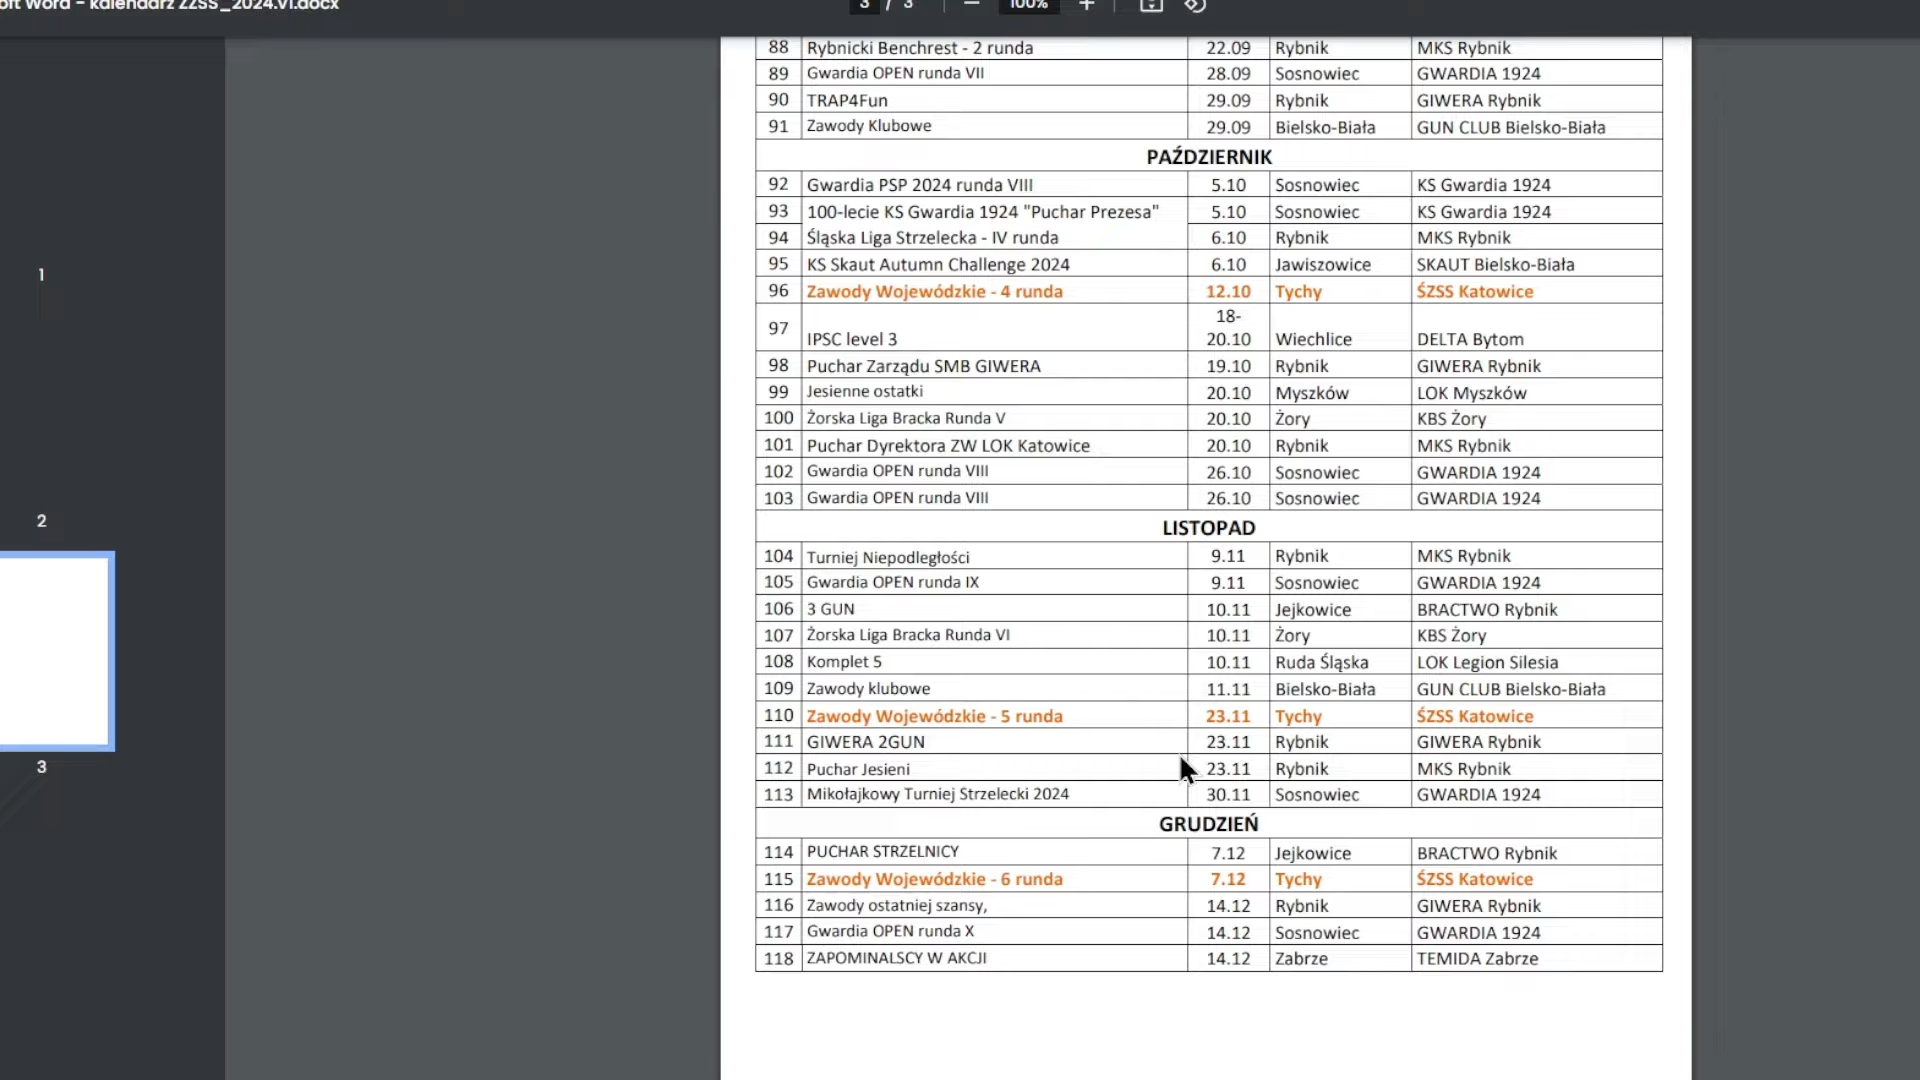 oft Word - kalendarz ZZSS_2024.v1.docx
3 / 3 — 100% +
1
2
3
88 Rybnicki Benchrest - 2 runda 22.09 Rybnik MKS Rybnik
89 Gwardia OPEN runda VII 28.09 Sosnowiec GWARDIA 1924
90 TRAP4Fun 29.09 Rybnik GIWERA Rybnik
91 Zawody Klubowe 29.09 Bielsko-Biała GUN CLUB Bielsko-Biała
PAŹDZIERNIK
92 Gwardia PSP 2024 runda VIII 5.10 Sosnowiec KS Gwardia 1924
93 100-lecie KS Gwardia 1924 "Puchar Prezesa" 5.10 Sosnowiec KS Gwardia 1924
94 Śląska Liga Strzelecka - IV runda 6.10 Rybnik MKS Rybnik
95 KS Skaut Autumn Challenge 2024 6.10 Jawiszowice SKAUT Bielsko-Biała
96 Zawody Wojewódzkie - 4 runda 12.10 Tychy ŚZSS Katowice
97 IPSC level 3 18-20.10 Wiechlice DELTA Bytom
98 Puchar Zarządu SMB GIWERA 19.10 Rybnik GIWERA Rybnik
99 Jesienne ostatki 20.10 Myszków LOK Myszków
100 Żorska Liga Bracka Runda V 20.10 Żory KBS Żory
101 Puchar Dyrektora ZW LOK Katowice 20.10 Rybnik MKS Rybnik
102 Gwardia OPEN runda VIII 26.10 Sosnowiec GWARDIA 1924
103 Gwardia OPEN runda VIII 26.10 Sosnowiec GWARDIA 1924
LISTOPAD
104 Turniej Niepodległości 9.11 Rybnik MKS Rybnik
105 Gwardia OPEN runda IX 9.11 Sosnowiec GWARDIA 1924
106 3 GUN 10.11 Jejkowice BRACTWO Rybnik
107 Żorska Liga Bracka Runda VI 10.11 Żory KBS Żory
108 Komplet 5 10.11 Ruda Śląska LOK Legion Silesia
109 Zawody klubowe 11.11 Bielsko-Biała GUN CLUB Bielsko-Biała
110 Zawody Wojewódzkie - 5 runda 23.11 Tychy ŚZSS Katowice
111 GIWERA 2GUN 23.11 Rybnik GIWERA Rybnik
112 Puchar Jesieni 23.11 Rybnik MKS Rybnik
113 Mikołajkowy Turniej Strzelecki 2024 30.11 Sosnowiec GWARDIA 1924
GRUDZIEŃ
114 PUCHAR STRZELNICY 7.12 Jejkowice BRACTWO Rybnik
115 Zawody Wojewódzkie - 6 runda 7.12 Tychy ŚZSS Katowice
116 Zawody ostatniej szansy, 14.12 Rybnik GIWERA Rybnik
117 Gwardia OPEN runda X 14.12 Sosnowiec GWARDIA 1924
118 ZAPOMINALSCY W AKCJI 14.12 Zabrze TEMIDA Zabrze